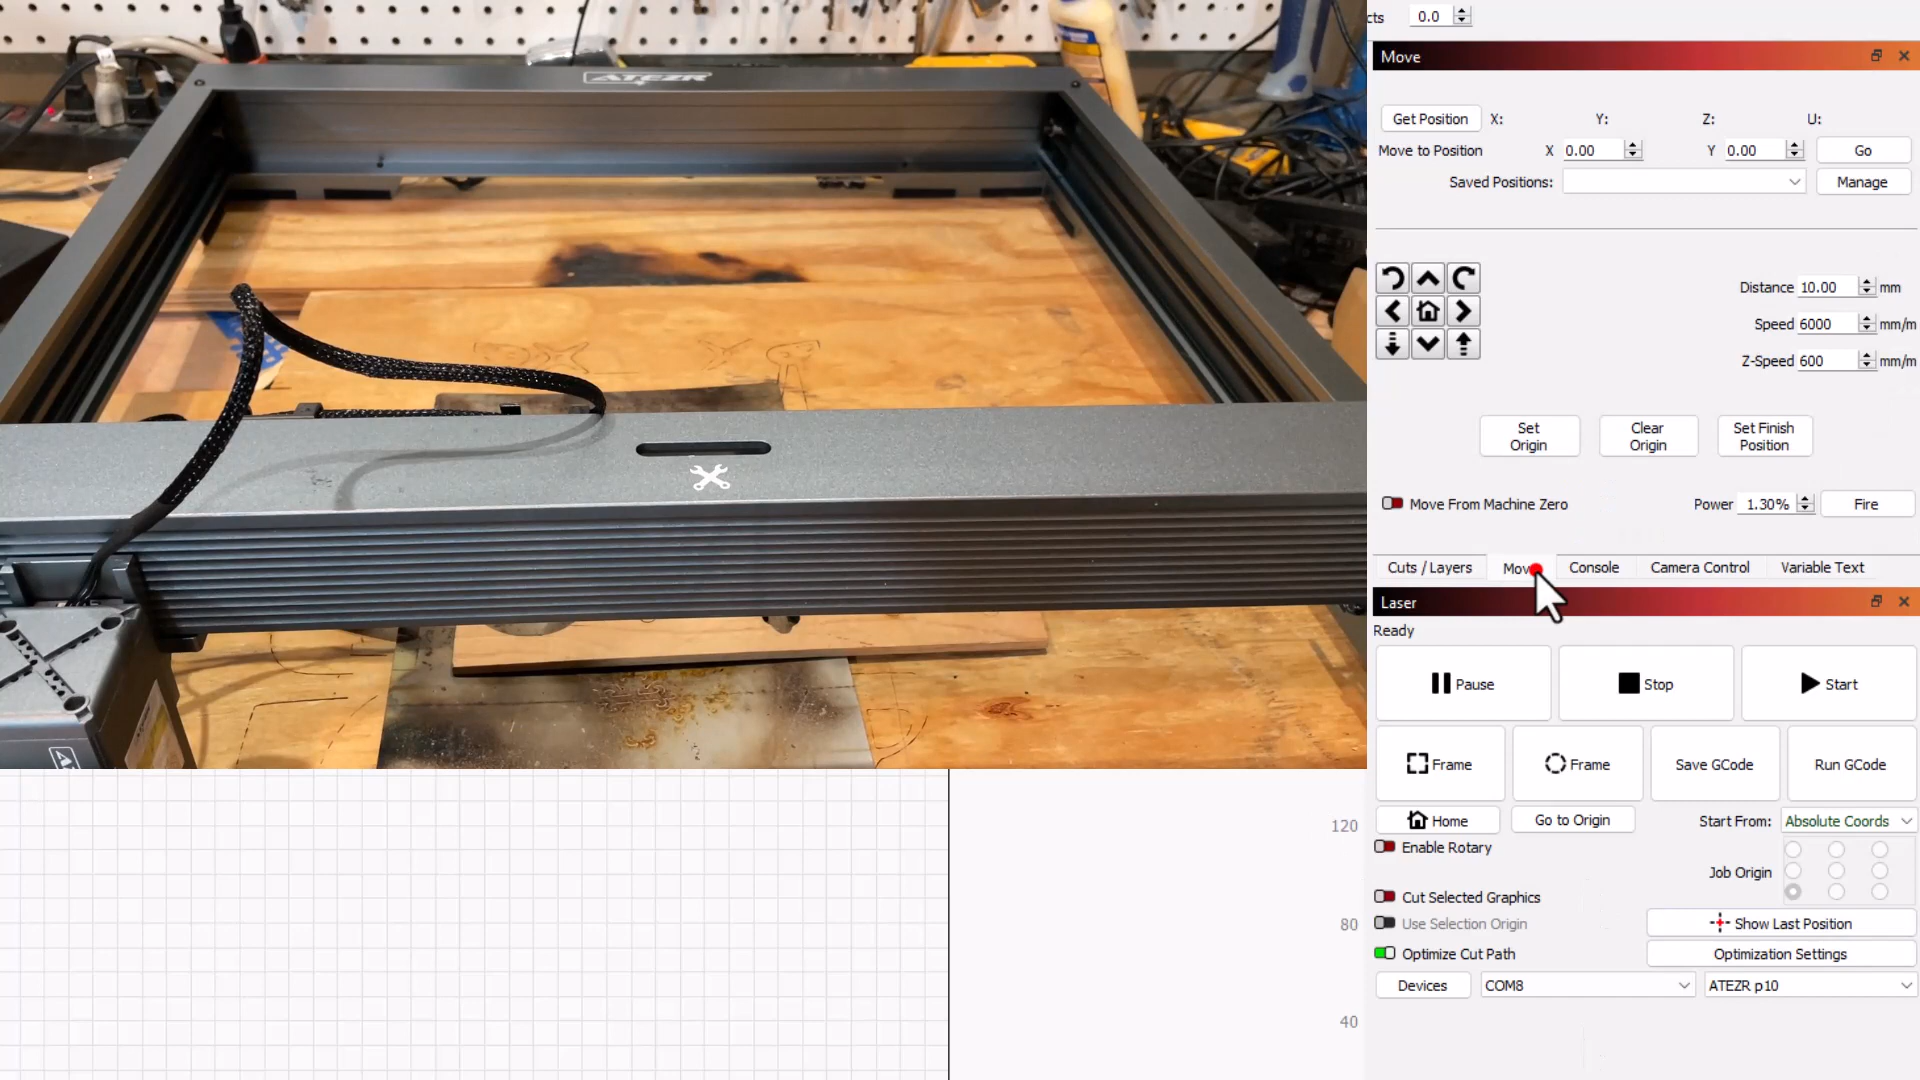 cts 0.0
ATEZR
Move
Get Position X: Y: Z: U:
Move to Position X 0.00 Y 0.00 Go
Saved Positions: Manage
Distance 10.00 mm
Speed 6000 mm/m
Z-Speed 600 mm/m
Set Origin Clear Origin Set Finish Position
Move From Machine Zero Power 1.30% Fire
Cuts / Layers Mov Console Camera Control Variable Text
Laser
Ready
Pause Stop Start
Frame Frame Save GCode Run GCode
Home Go to Origin Start From: Absolute Coords
Enable Rotary
Job Origin
Cut Selected Graphics
Use Selection Origin Show Last Position
Optimize Cut Path Optimization Settings
Devices COM8 ATEZR p10
120
80
40